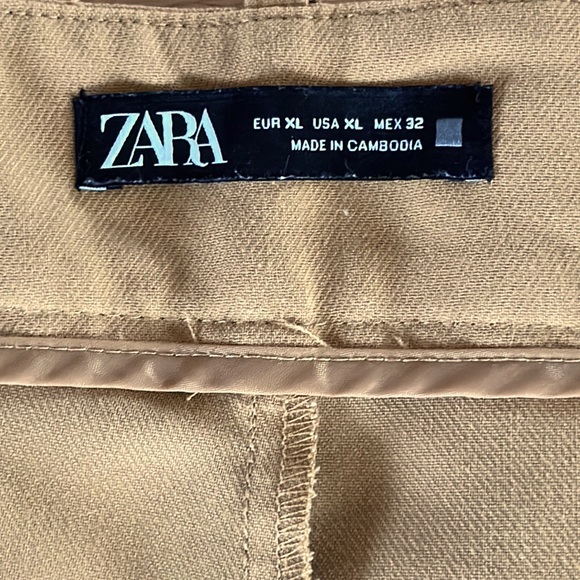 ZARA
EUR XL USA XL MEX 32
MADE IN CAMBODIA